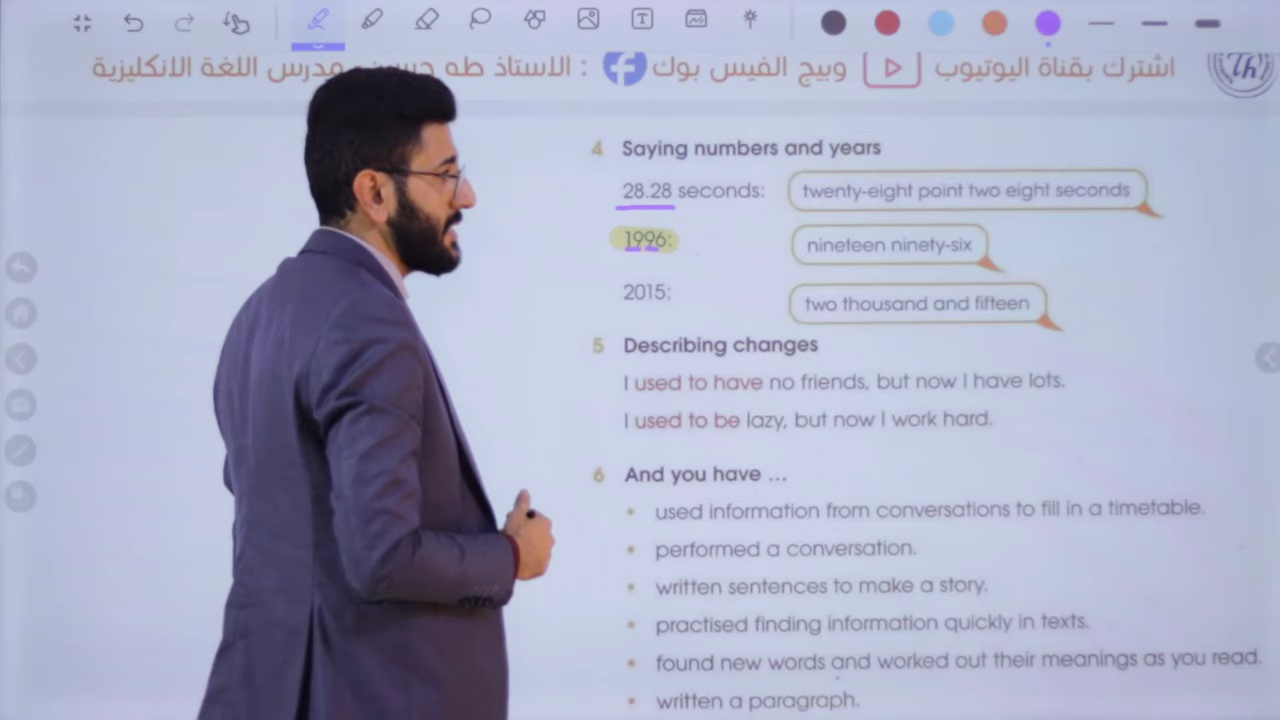 اشترك بقناة اليوتيوب وبيج الفيس بوك : الاستاذ طه مدرس اللغة الانكليزية
Th
T
4 Saying numbers and years
28.28 seconds: twenty-eight point two eight seconds
1996: nineteen ninety-six
2015: two thousand and fifteen
5 Describing changes
I used to have no friends, but now I have lots.
I used to be lazy, but now I work hard.
6 And you have ...
• used information from conversations to fill in a timetable.
• performed a conversation.
• written sentences to make a story.
• practised finding information quickly in texts.
• found new words and worked out their meanings as you read.
• written a paragraph.